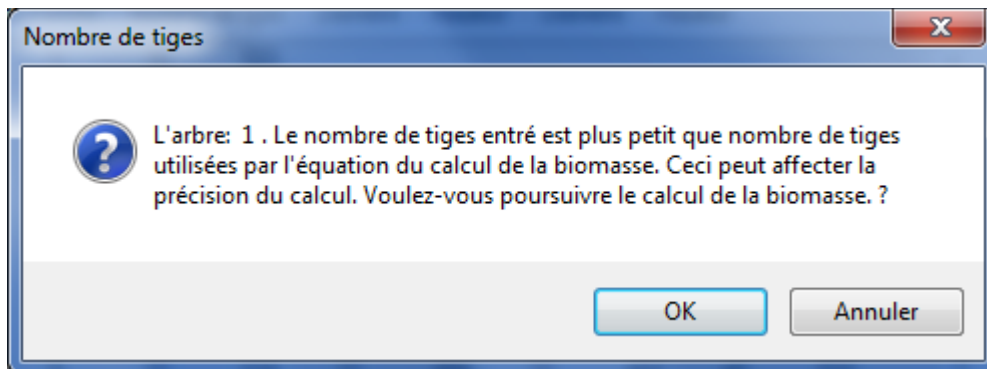 Nombre de tiges
L'arbre: 1 . Le nombre de tiges entré est plus petit que nombre de tiges
utilisées par l'équation du calcul de la biomasse. Ceci peut affecter la
précision du calcul. Voulez-vous poursuivre le calcul de la biomasse. ?
OK Annuler